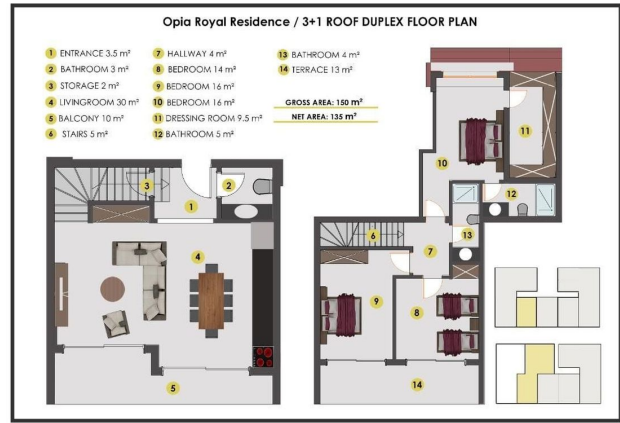 Opia Royal Residence / 3+1 ROOF DUPLEX FLOOR PLAN
1 ENTRANCE 3.5 m²
2 BATHROOM 3 m²
3 STORAGE 2 m²
4 LIVINGROOM 30 m²
5 BALCONY 10 m²
6 STAIRS 5 m²
7 HALLWAY 4 m²
8 BEDROOM 14 m²
9 BEDROOM 16 m²
10 BEDROOM 16 m²
11 DRESSING ROOM 9.5 m²
12 BATHROOM 5 m²
13 BATHROOM 4 m²
14 TERRACE 13 m²
GROSS AREA: 150 m²
NET AREA: 135 m²
3
2
1
4
5
11
10
12
13
6
7
9
8
14